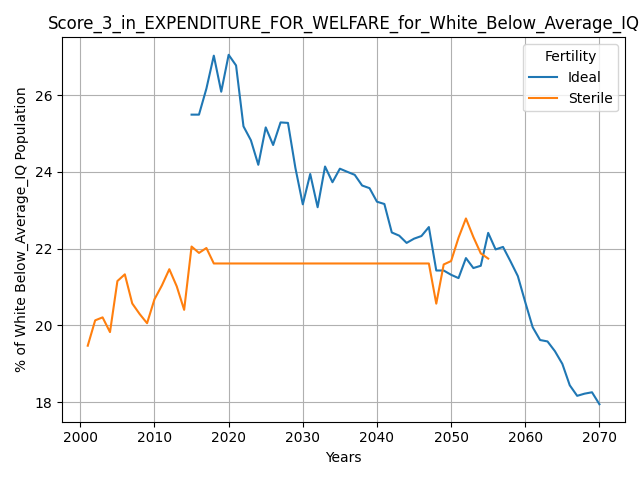 Score_3_in_EXPENDITURE_FOR_WELFARE_for_White_Below_Average_IQ
Fertility
Ideal
Sterile
% of White Below_Average_IQ Population
26
24
22
20
18
2000 2010 2020 2030 2040 2050 2060 2070
Years